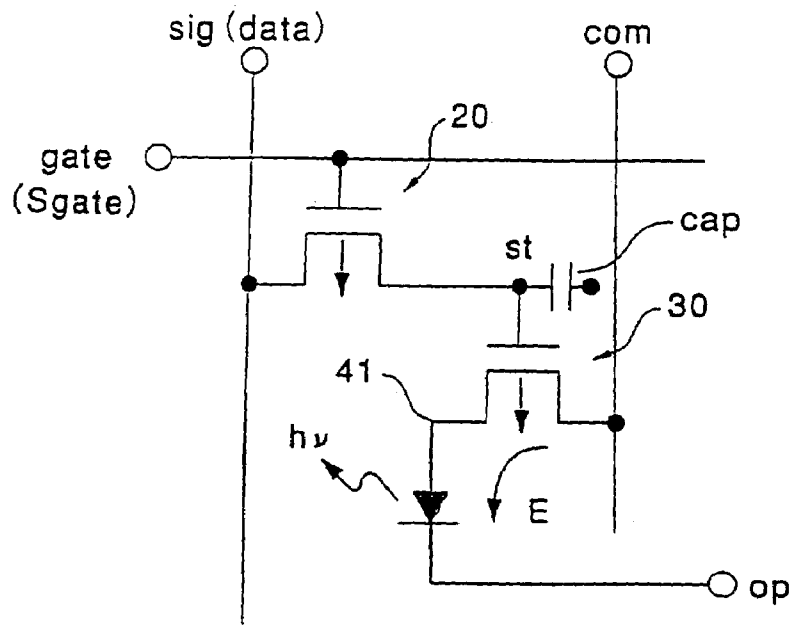 sig (data)
com
20
gate
(Sgate)
cap
st
30
41
hν
E
op